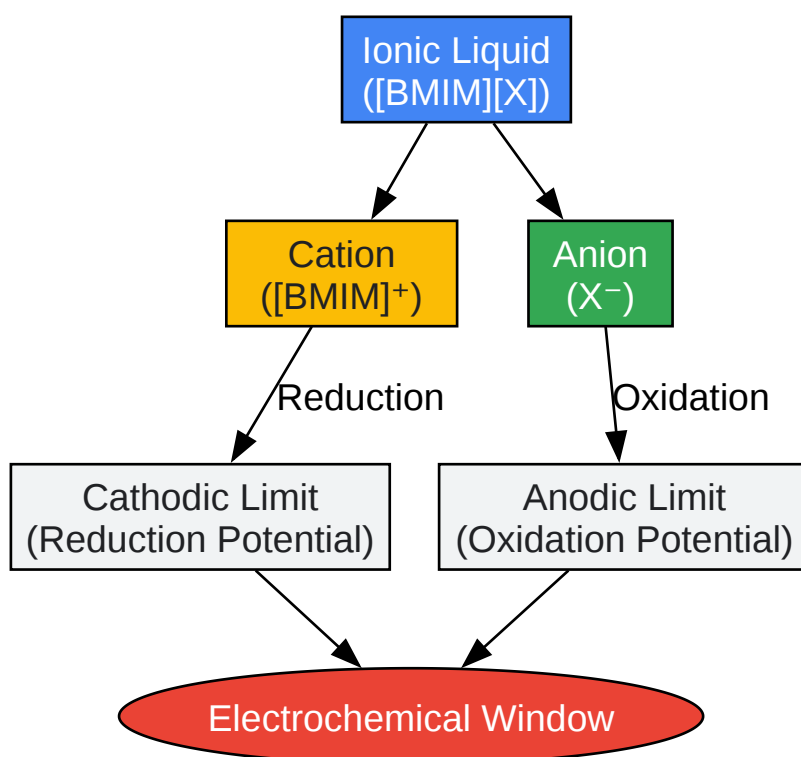 Ionic Liquid
([BMIM][X])
Cation
([BMIM]⁺)
Anion
(X⁻)
Reduction
Oxidation
Cathodic Limit
(Reduction Potential)
Anodic Limit
(Oxidation Potential)
Electrochemical Window